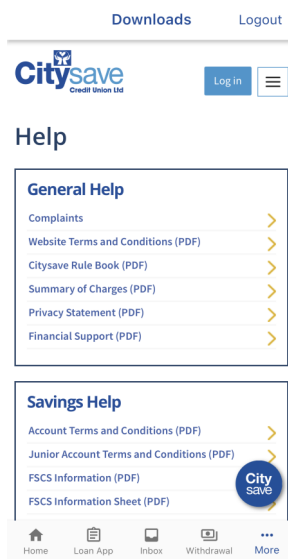 Downloads
Logout
Citysave
Credit Union Ltd
Log in
Help
General Help
Complaints
Website Terms and Conditions (PDF)
Citysave Rule Book (PDF)
Summary of Charges (PDF)
Privacy Statement (PDF)
Financial Support (PDF)
Savings Help
Account Terms and Conditions (PDF)
Junior Account Terms and Conditions (PDF)
FSCS Information (PDF)
FSCS Information Sheet (PDF)
City
save
Home
Loan App
Inbox
Withdrawal
More